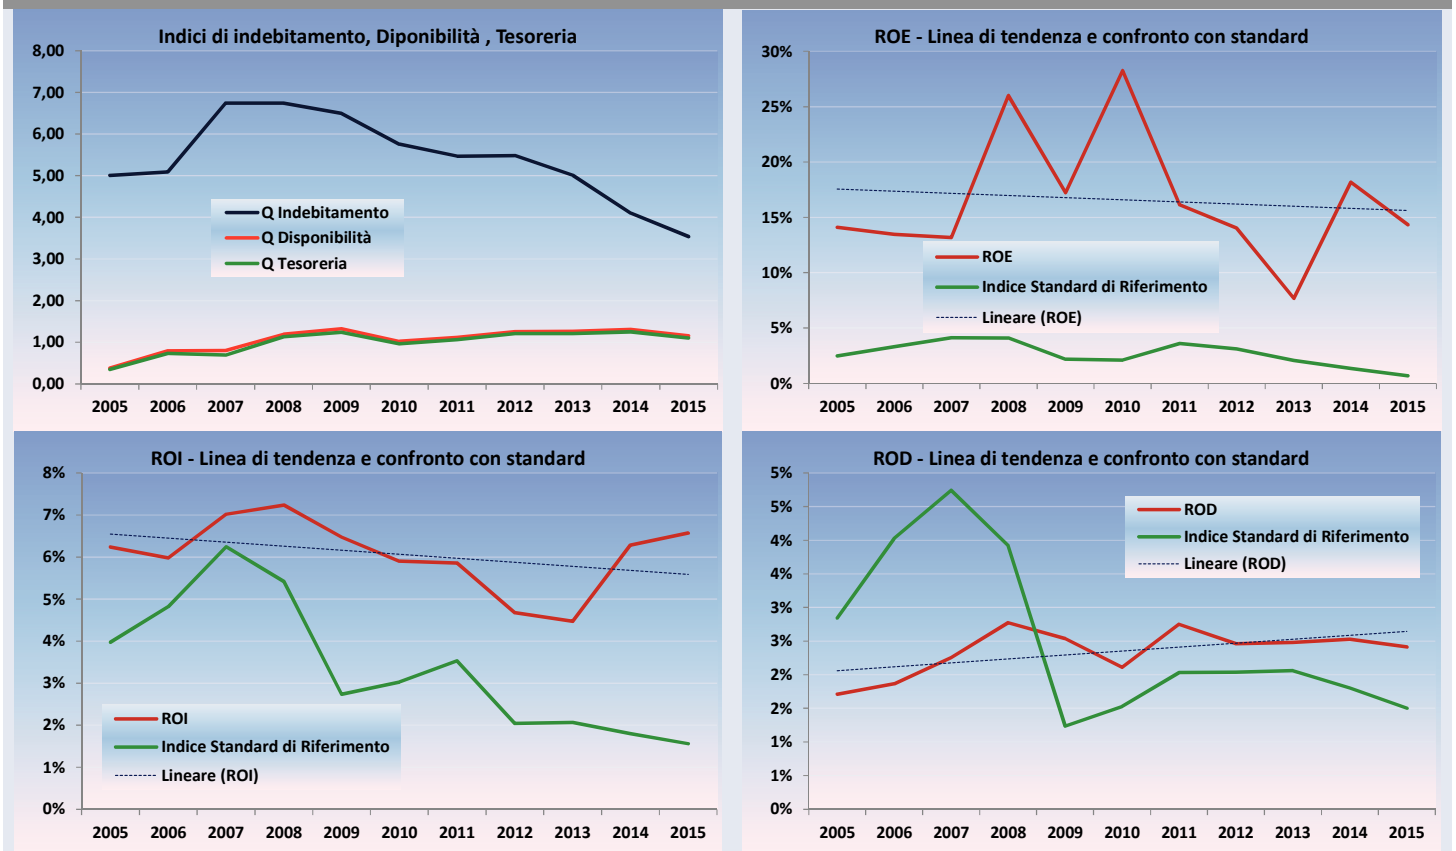 Indici di indebitamento, Diponibilità , Tesoreria
8,00
7,00
6,00
5,00
4,00
3,00
2,00
1,00
0,00
Q Indebitamento
Q Disponibilità
Q Tesoreria
2005 2006 2007 2008 2009 2010 2011 2012 2013 2014 2015
ROE - Linea di tendenza e confronto con standard
30%
25%
20%
15%
10%
5%
0%
ROE
Indice Standard di Riferimento
Lineare (ROE)
2005 2006 2007 2008 2009 2010 2011 2012 2013 2014 2015
ROI - Linea di tendenza e confronto con standard
8%
7%
6%
5%
4%
3%
2%
1%
0%
ROI
Indice Standard di Riferimento
Lineare (ROI)
2005 2006 2007 2008 2009 2010 2011 2012 2013 2014 2015
ROD - Linea di tendenza e confronto con standard
5%
5%
4%
4%
3%
3%
2%
2%
1%
1%
0%
ROD
Indice Standard di Riferimento
Lineare (ROD)
2005 2006 2007 2008 2009 2010 2011 2012 2013 2014 2015